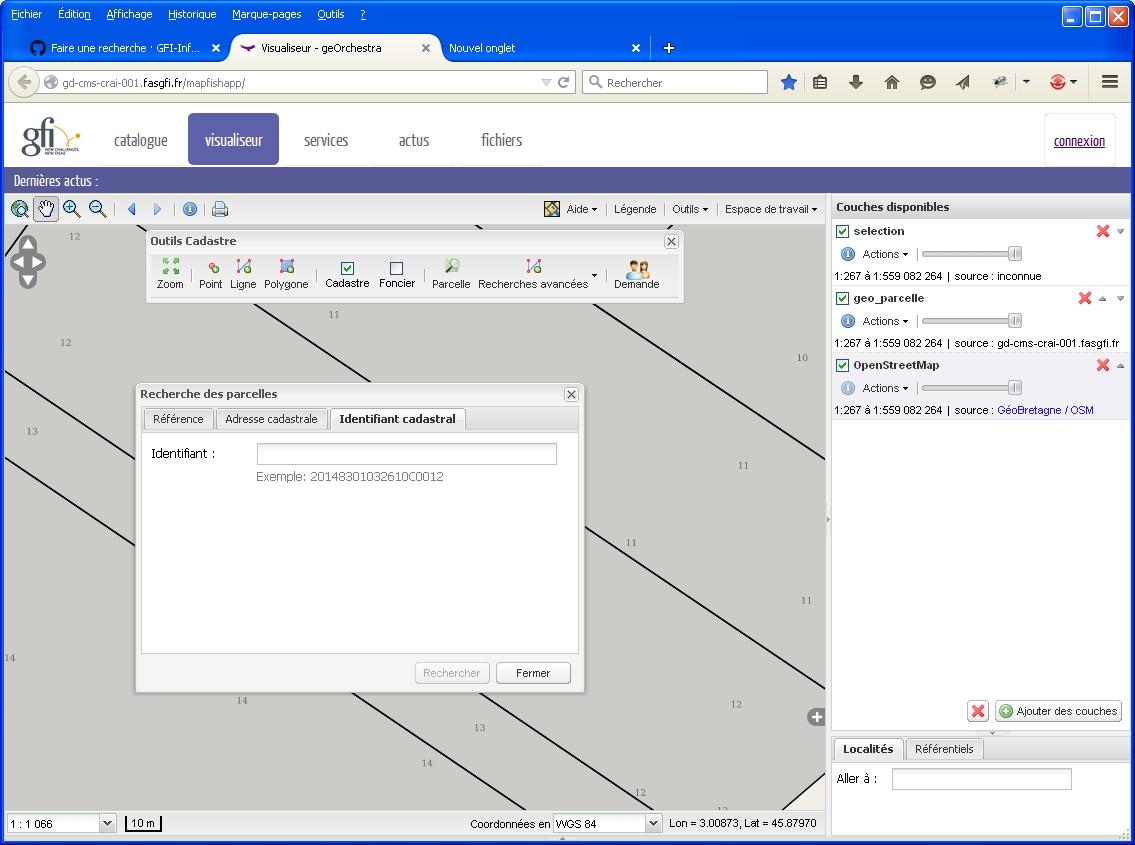 Fichier Édition Affichage Historique Marque-pages Outils ?
Faire une recherche · GFI-Inf... Visualiseur - geOrchestra Nouvel onglet
gd-cms-crai-001.fasgfi.fr/mapfishapp/ Rechercher
gfi catalogue visualiseur services actus fichiers connexion
NEW CHALLENGES, NEW IDEAS
Dernières actus :
Aide Légende Outils Espace de travail
Couches disponibles
selection
Actions
1:267 à 1:559 082 264 | source : inconnue
geo_parcelle
Actions
1:267 à 1:559 082 264 | source : gd-cms-crai-001.fasgfi.fr
OpenStreetMap
Actions
1:267 à 1:559 082 264 | source : GéoBretagne / OSM
Ajouter des couches
Localités Référentiels
Aller à :
12
Outils Cadastre
Zoom Point Ligne Polygone Cadastre Foncier Parcelle Recherches avancées Demande
11
12
10
Recherche des parcelles
Référence Adresse cadastrale Identifiant cadastral
Identifiant :
Exemple: 20148301032610C0012
Rechercher Fermer
13
11
11
11
14
14
12
13
14
12
12
1 : 1 066 10 m Coordonnées en WGS 84 Lon = 3.00873, Lat = 45.87970